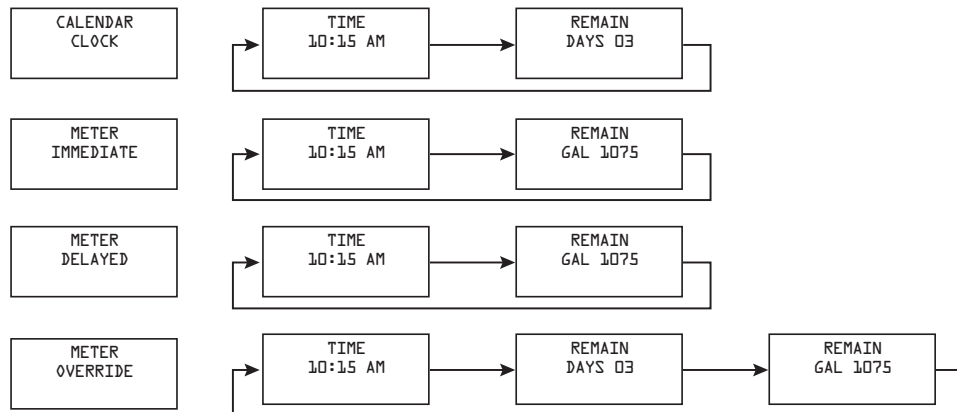 CALENDAR
CLOCK
TIME
10:15 AM
REMAIN
DAYS 03
METER
IMMEDIATE
TIME
10:15 AM
REMAIN
GAL 1075
METER
DELAYED
TIME
10:15 AM
REMAIN
GAL 1075
METER
OVERRIDE
TIME
10:15 AM
REMAIN
DAYS 03
REMAIN
GAL 1075